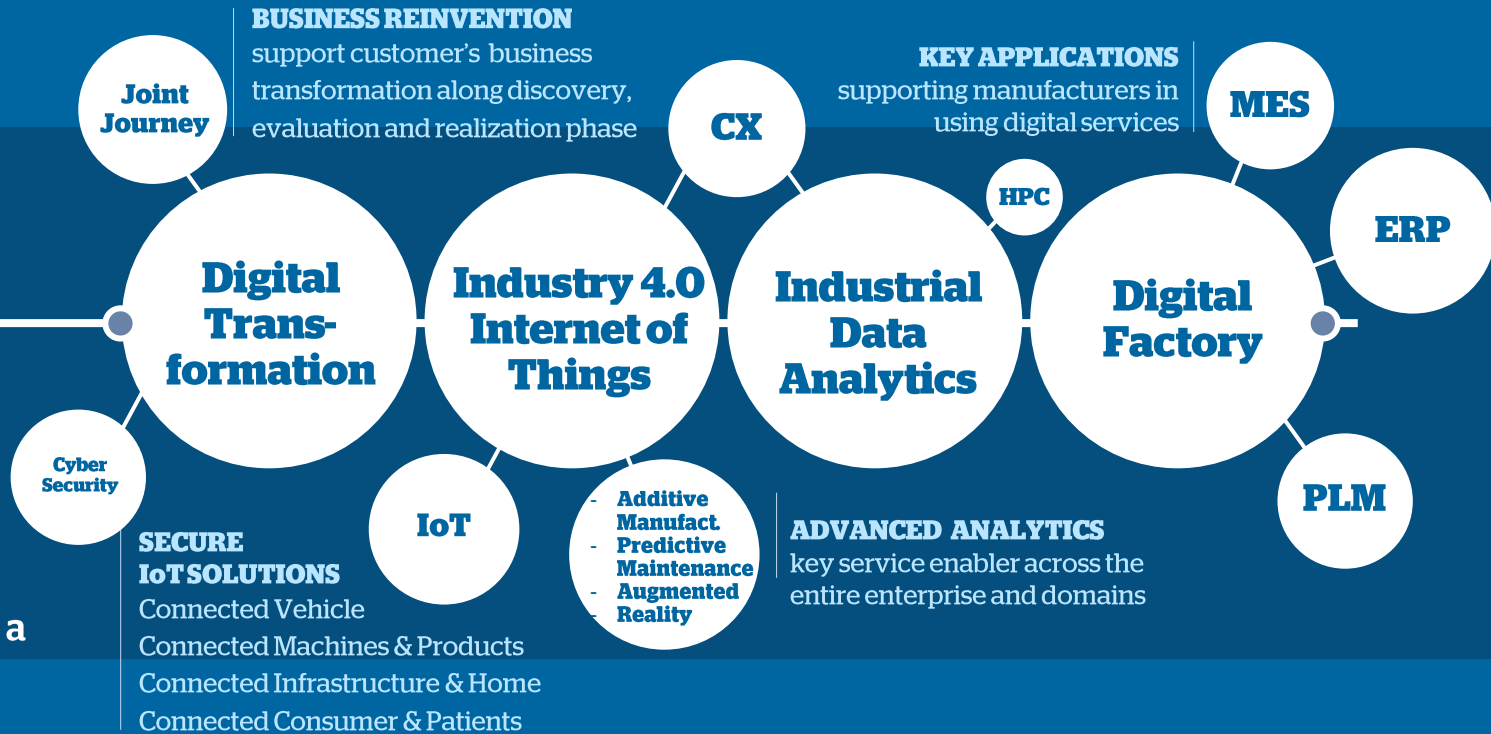 BUSINESS REINVENTION
support customer's business
transformation along discovery,
evaluation and realization phase
KEY APPLICATIONS
supporting manufacturers in
using digital services
Joint
Journey
CX
MES
HPC
ERP
Digital
Trans-
formation
Industry 4.0
Internet of
Things
Industrial
Data
Analytics
Digital
Factory
Cyber
Security
IoT
- Additive
Manufact.
- Predictive
Maintenance
- Augmented
- Reality
PLM
SECURE
IoT SOLUTIONS
Connected Vehicle
Connected Machines & Products
Connected Infrastructure & Home
Connected Consumer & Patients
ADVANCED ANALYTICS
key service enabler across the
entire enterprise and domains
a